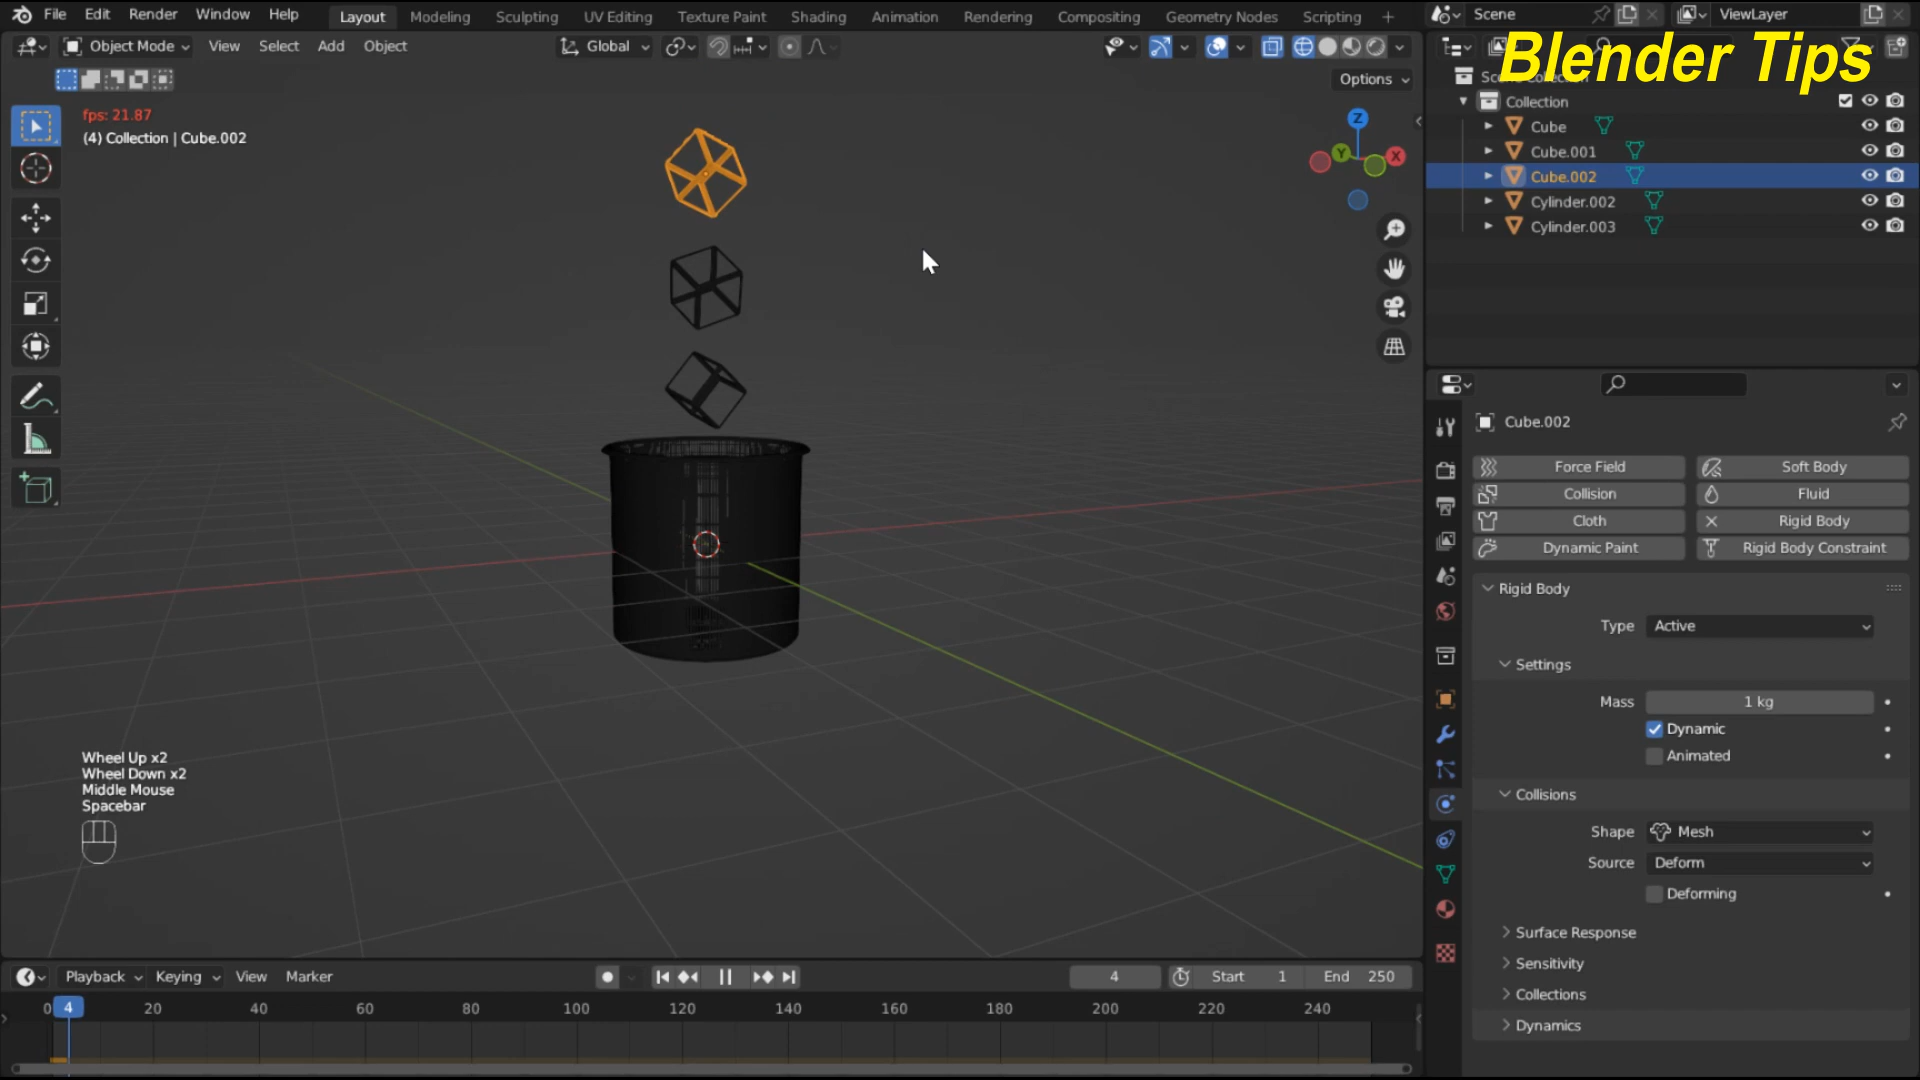 File Edit Render Window Help Layout Modeling Sculpting UV Editing Texture Paint Shading Animation Rendering Compositing Geometry Nodes Scripting + Scene ViewLayer
Object Mode View Select Add Object Global
Blender Tips
Options
Collection
Cube
Cube.001
Cube.002
Cylinder.002
Cylinder.003
fps: 21.87
(4) Collection | Cube.002
Z
Y
X
Wheel Up x2
Wheel Down x2
Middle Mouse
Spacebar
Cube.002
Force Field Soft Body
Collision Fluid
Cloth Rigid Body
Dynamic Paint Rigid Body Constraint
Rigid Body
Type Active
Settings
Mass 1 kg
Dynamic
Animated
Collisions
Shape Mesh
Source Deform
Deforming
Surface Response
Sensitivity
Collections
Dynamics
Playback Keying View Marker 4 Start 1 End 250
0 4 20 40 60 80 100 120 140 160 180 200 220 240